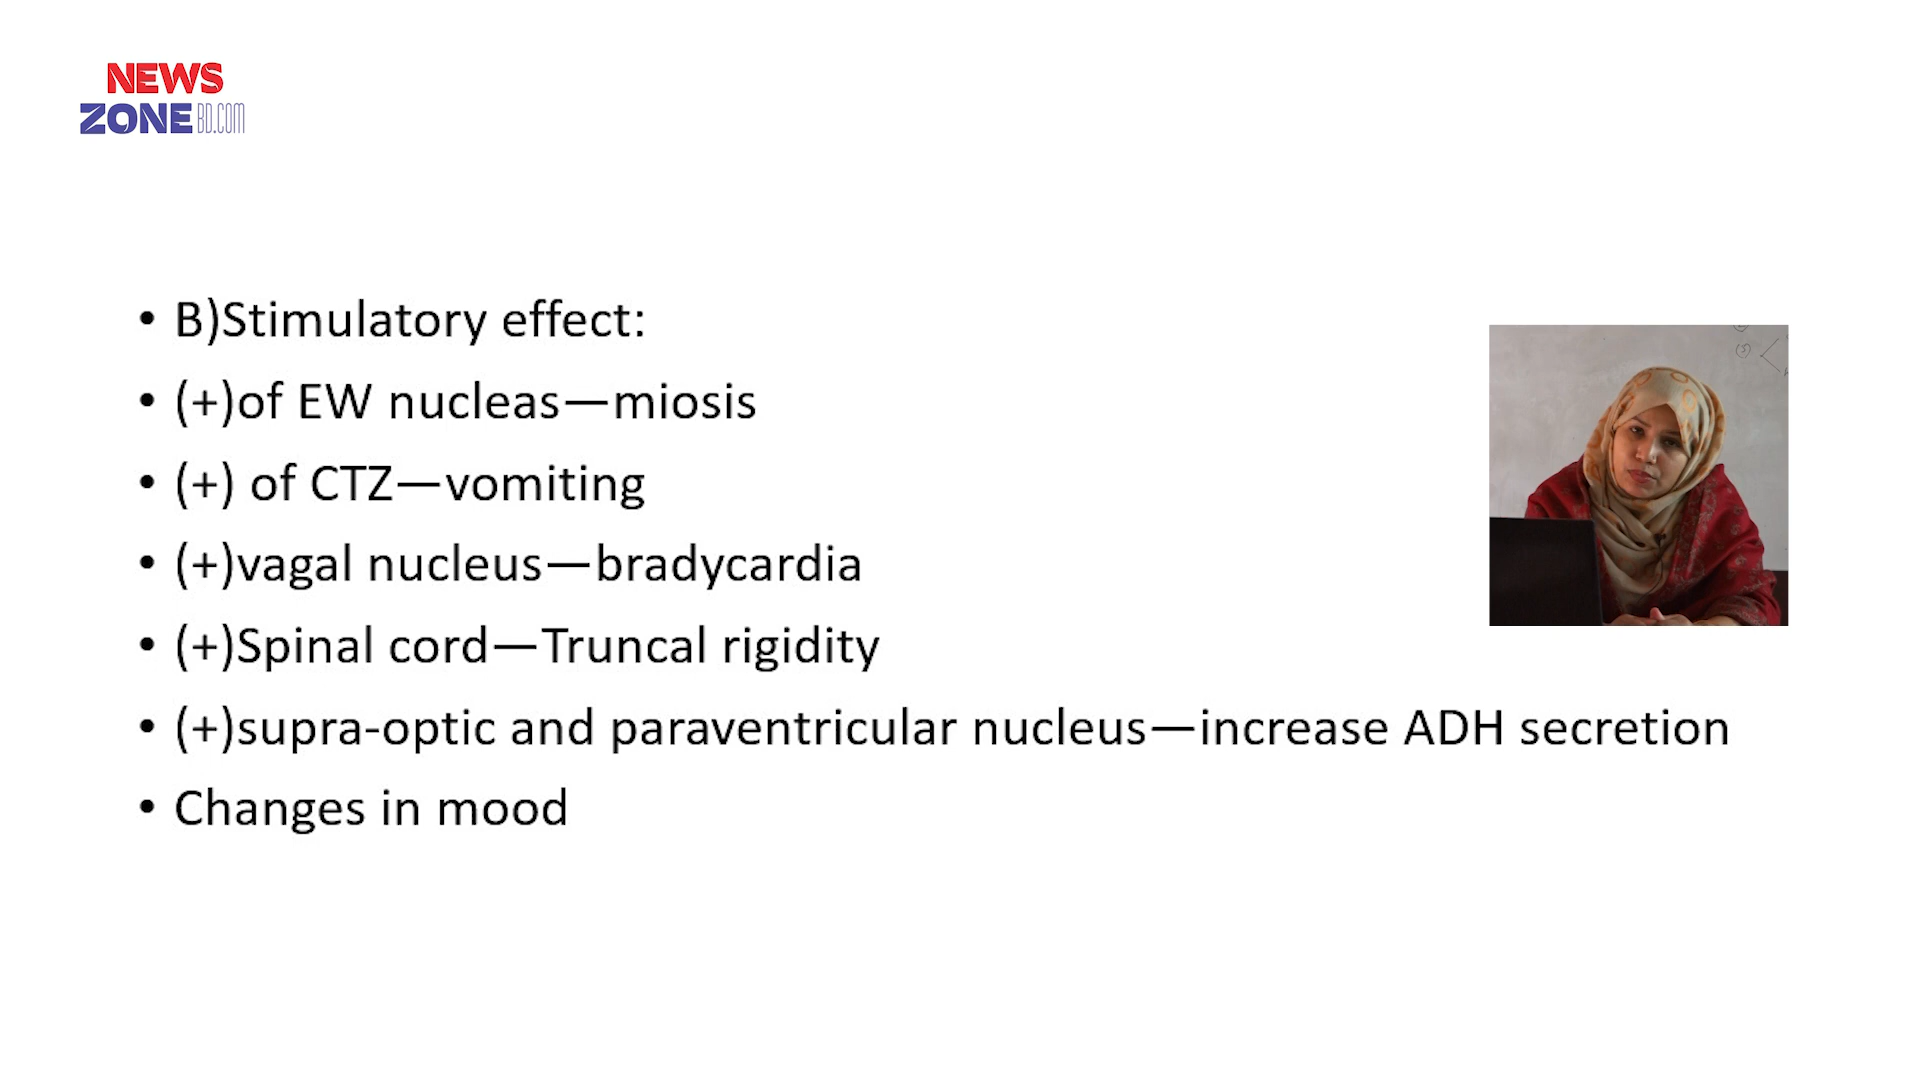 NEWS
ZONE BD.COM
• B)Stimulatory effect:
• (+)of EW nucleas—miosis
• (+) of CTZ—vomiting
• (+)vagal nucleus—bradycardia
• (+)Spinal cord—Truncal rigidity
• (+)supra-optic and paraventricular nucleus—increase ADH secretion
• Changes in mood